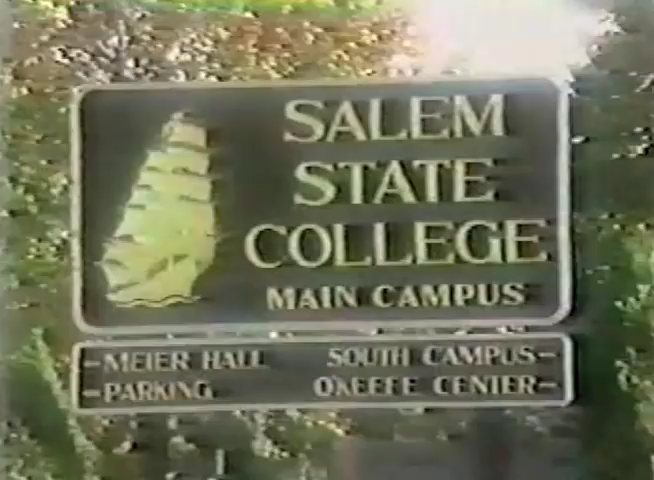 SALEM
STATE
COLLEGE
MAIN CAMPUS
-MEIER HALL SOUTH CAMPUS-
-PARKING O'KEEFE CENTER-